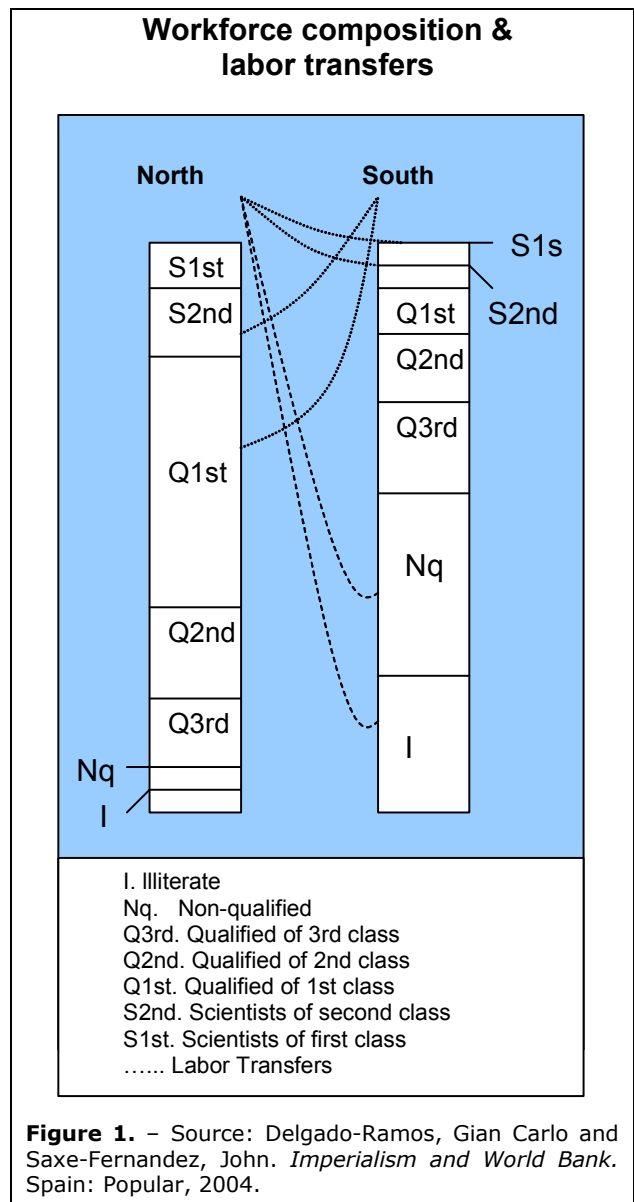 Workforce composition &
labor transfers
North
South
S1st
S2nd
Q1st
Q2nd
Q3rd
Nq
I
S1s
S2nd
Q1st
Q2nd
Q3rd
Nq
I
I. Illiterate
Nq. Non-qualified
Q3rd. Qualified of 3rd class
Q2nd. Qualified of 2nd class
Q1st. Qualified of 1st class
S2nd. Scientists of second class
S1st. Scientists of first class
…... Labor Transfers
Figure 1. – Source: Delgado-Ramos, Gian Carlo and
Saxe-Fernandez, John. Imperialism and World Bank.
Spain: Popular, 2004.